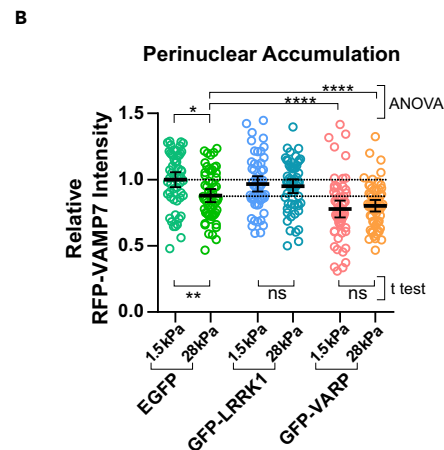 B
Perinuclear Accumulation
****
ANOVA
* ****
1.5
1.0
0.5
0.0
Relative
RFP-VAMP7 Intensity
** ns ns t test
1.5kPa 28kPa 1.5kPa 28kPa 1.5kPa 28kPa
EGFP GFP-LRRK1 GFP-VARP